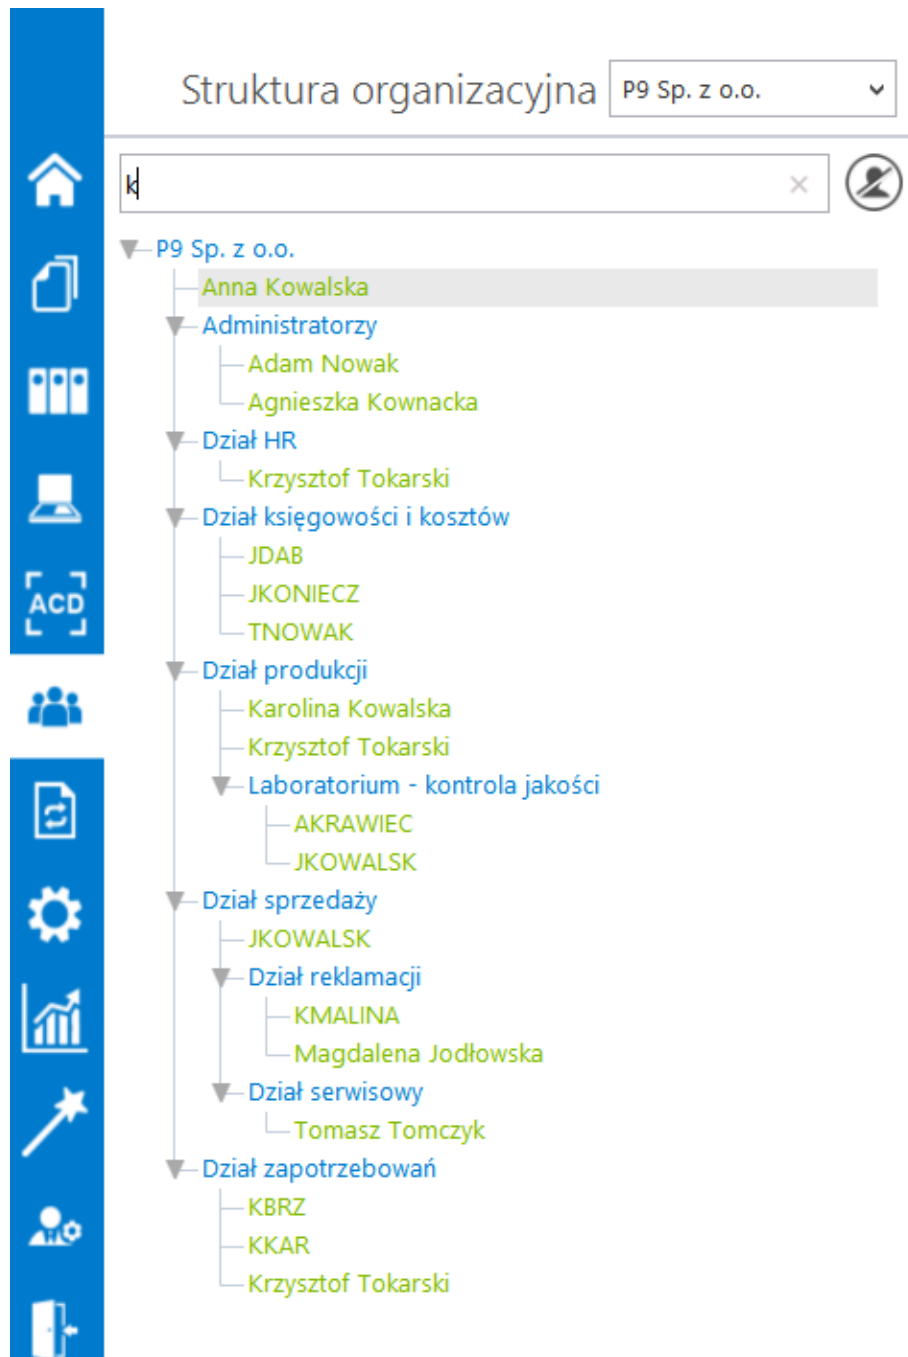 Struktura organizacyjna P9 Sp. z o.o.
k
P9 Sp. z o.o.
Anna Kowalska
Administratorzy
Adam Nowak
Agnieszka Kownacka
Dział HR
Krzysztof Tokarski
Dział księgowości i kosztów
JDAB
JKONIECZ
ACD
TNOWAK
Dział produkcji
Karolina Kowalska
Krzysztof Tokarski
Laboratorium - kontrola jakości
AKRAWIEC
JKOWALSK
Dział sprzedaży
JKOWALSK
Dział reklamacji
KMALINA
Magdalena Jodłowska
Dział serwisowy
Tomasz Tomczyk
Dział zapotrzebowań
KBRZ
KKAR
Krzysztof Tokarski